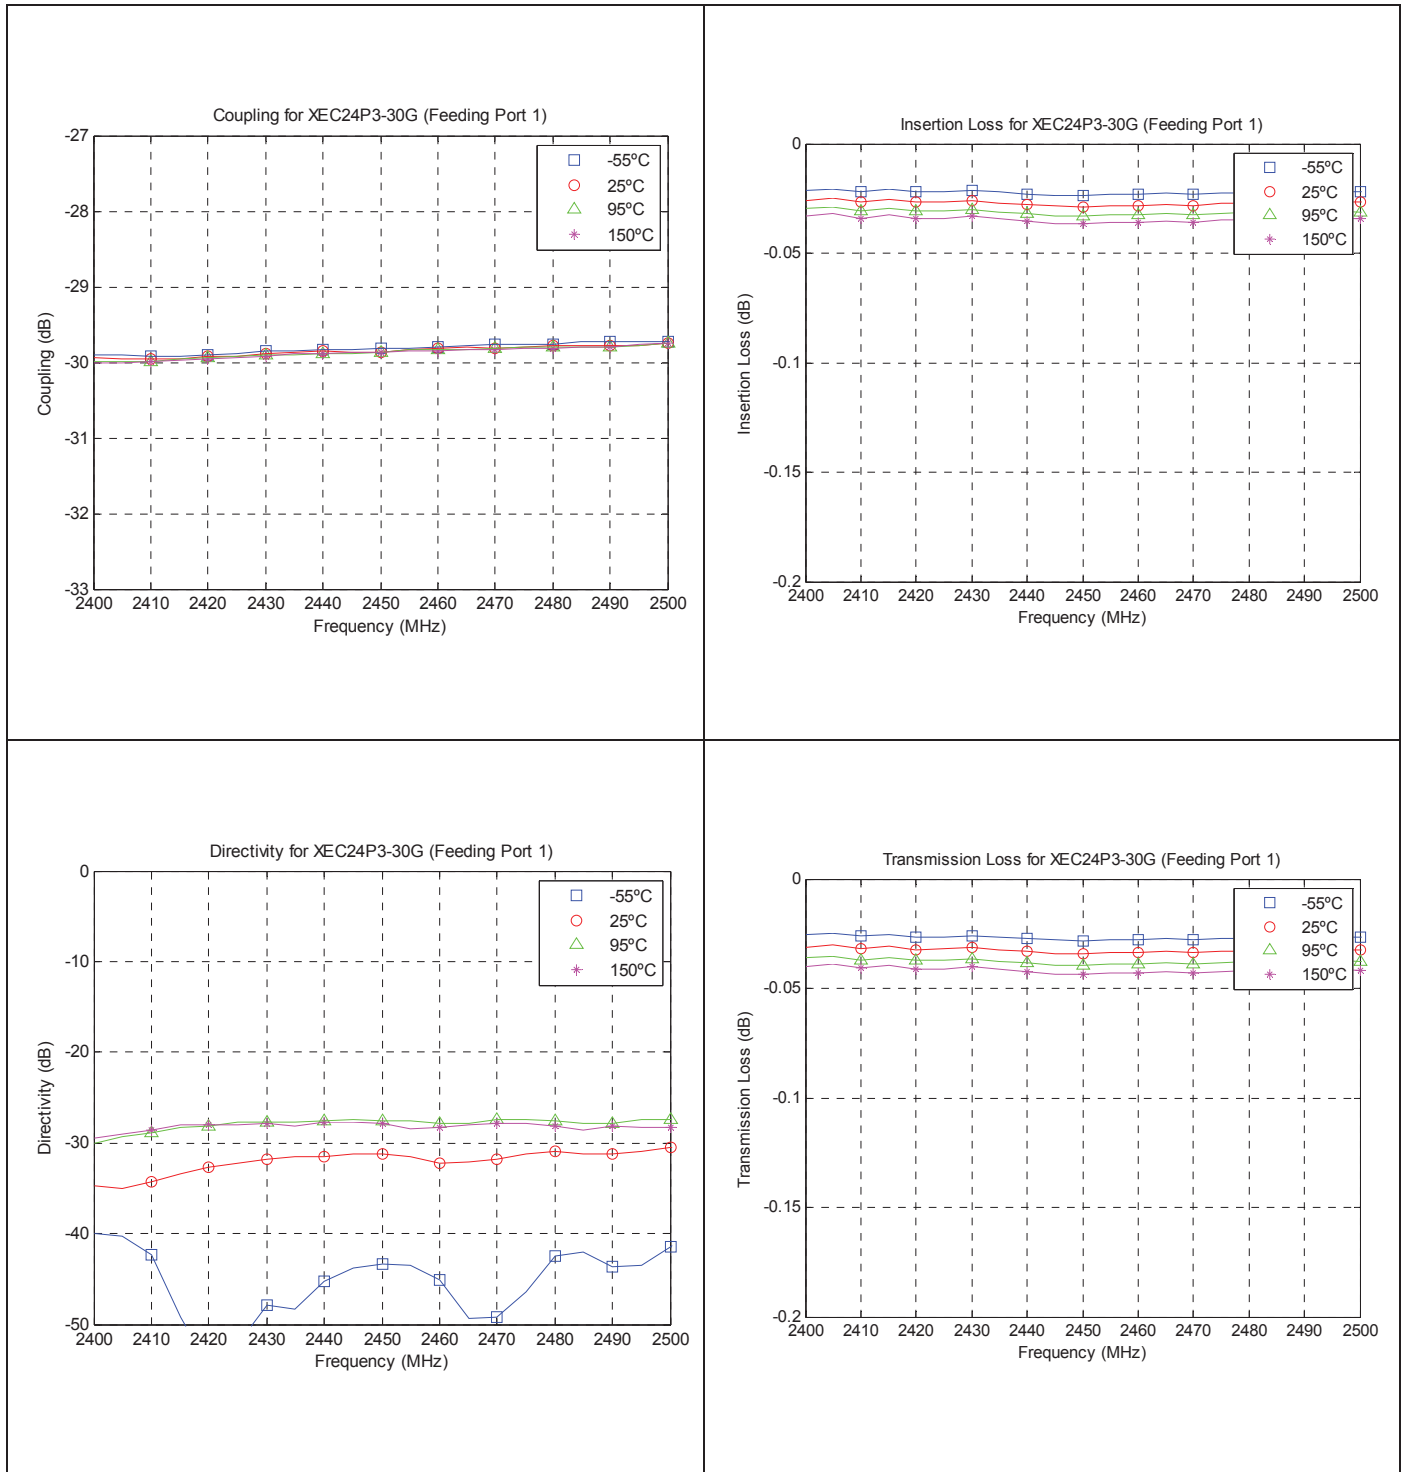 Coupling for XEC24P3-30G (Feeding Port 1)
-27
-28
-29
-30
-31
-32
-33
Coupling (dB)
-55ºC
25ºC
95ºC
150ºC
2400 2410 2420 2430 2440 2450 2460 2470 2480 2490 2500
Frequency (MHz)
Insertion Loss for XEC24P3-30G (Feeding Port 1)
0
-0.05
-0.1
-0.15
-0.2
Insertion Loss (dB)
-55ºC
25ºC
95ºC
150ºC
2400 2410 2420 2430 2440 2450 2460 2470 2480 2490 2500
Frequency (MHz)
Directivity for XEC24P3-30G (Feeding Port 1)
0
-10
-20
-30
-40
-50
Directivity (dB)
-55ºC
25ºC
95ºC
150ºC
2400 2410 2420 2430 2440 2450 2460 2470 2480 2490 2500
Frequency (MHz)
Transmission Loss for XEC24P3-30G (Feeding Port 1)
0
-0.05
-0.1
-0.15
-0.2
Transmission Loss (dB)
-55ºC
25ºC
95ºC
150ºC
2400 2410 2420 2430 2440 2450 2460 2470 2480 2490 2500
Frequency (MHz)